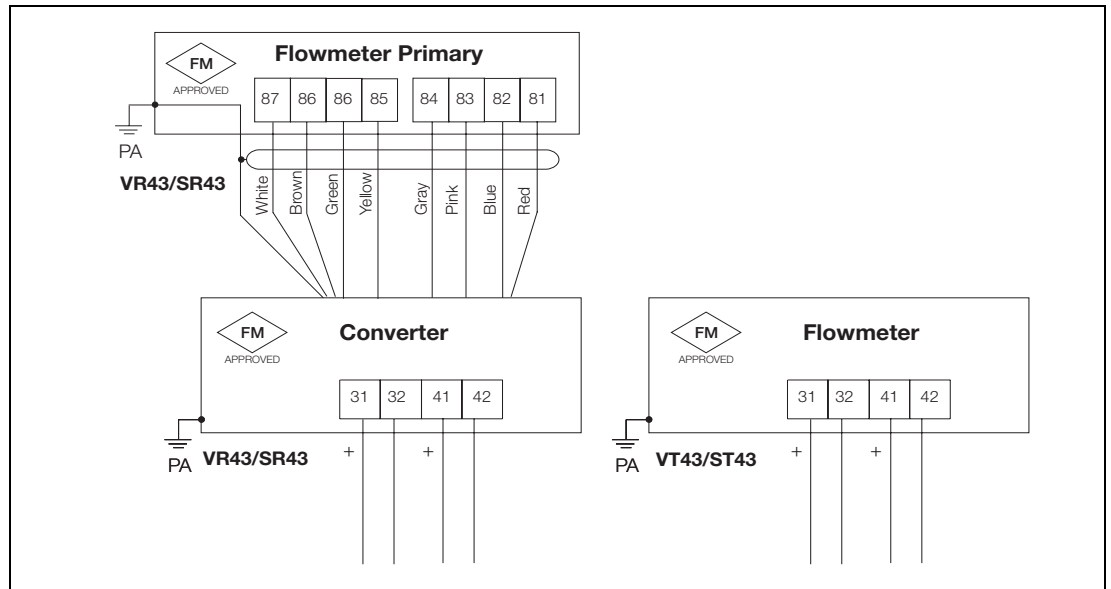 Flowmeter Primary
FM
APPROVED
87 86 86 85 84 83 82 81
PA
VR43/SR43
White
Brown
Green
Yellow
Gray
Pink
Blue
Red
FM
APPROVED
Converter
31 32 41 42
PA
VR43/SR43
+ +
FM
APPROVED
Flowmeter
31 32 41 42
PA
VT43/ST43
+ +